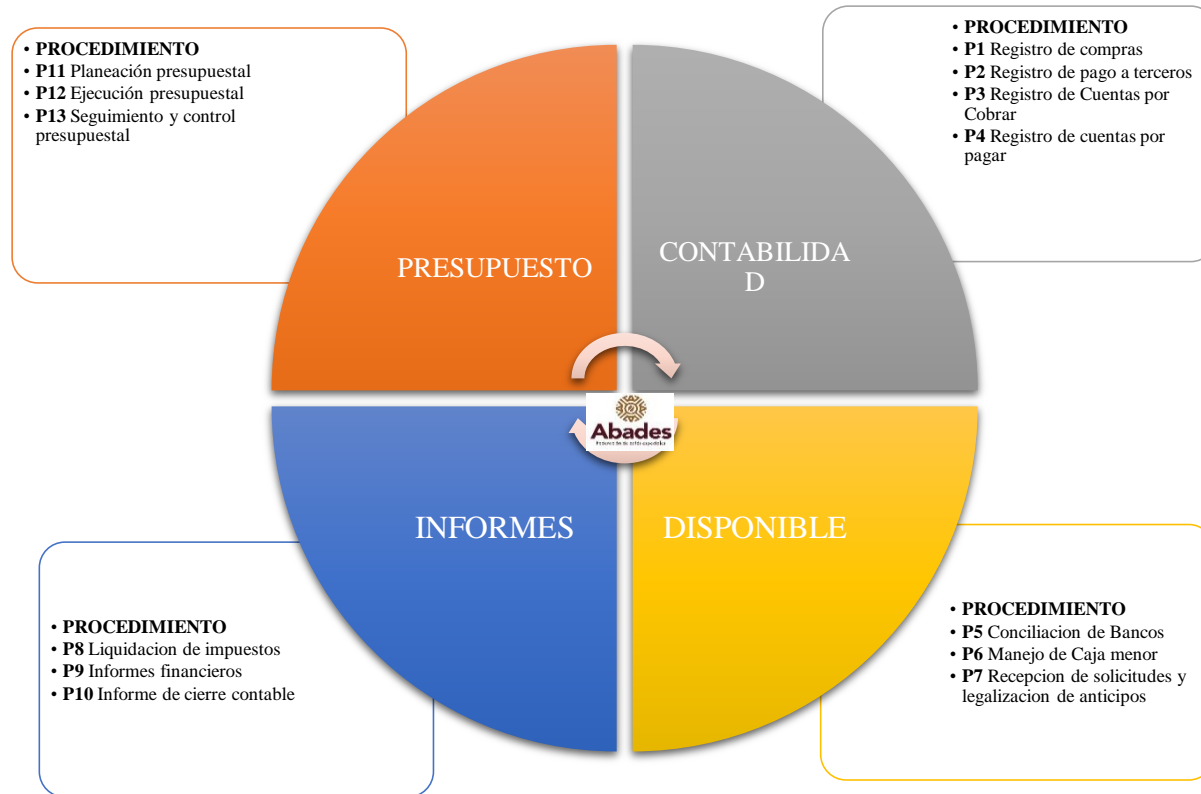 • PROCEDIMIENTO
• P11 Planeación presupuestal
• P12 Ejecución presupuestal
• P13 Seguimiento y control
presupuestal
• PROCEDIMIENTO
• P1 Registro de compras
• P2 Registro de pago a terceros
• P3 Registro de Cuentas por
Cobrar
• P4 Registro de cuentas por
pagar
PRESUPUESTO
CONTABILIDA
D
Abades
INFORMES
DISPONIBLE
• PROCEDIMIENTO
• P8 Liquidacion de impuestos
• P9 Informes financieros
• P10 Informe de cierre contable
• PROCEDIMIENTO
• P5 Conciliacion de Bancos
• P6 Manejo de Caja menor
• P7 Recepcion de solicitudes y
legalizacion de anticipos